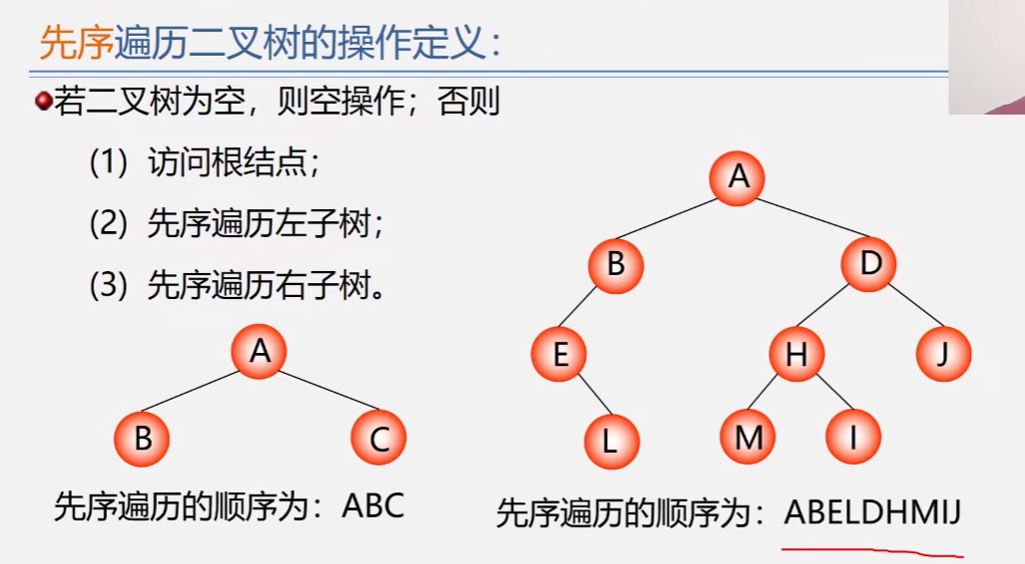 先序遍历二叉树的操作定义：
若二叉树为空，则空操作；否则
(1) 访问根结点；
(2) 先序遍历左子树；
(3) 先序遍历右子树。
A
B C
先序遍历的顺序为：ABC
A
B D
E H J
L M I
先序遍历的顺序为：ABELDHMIJ